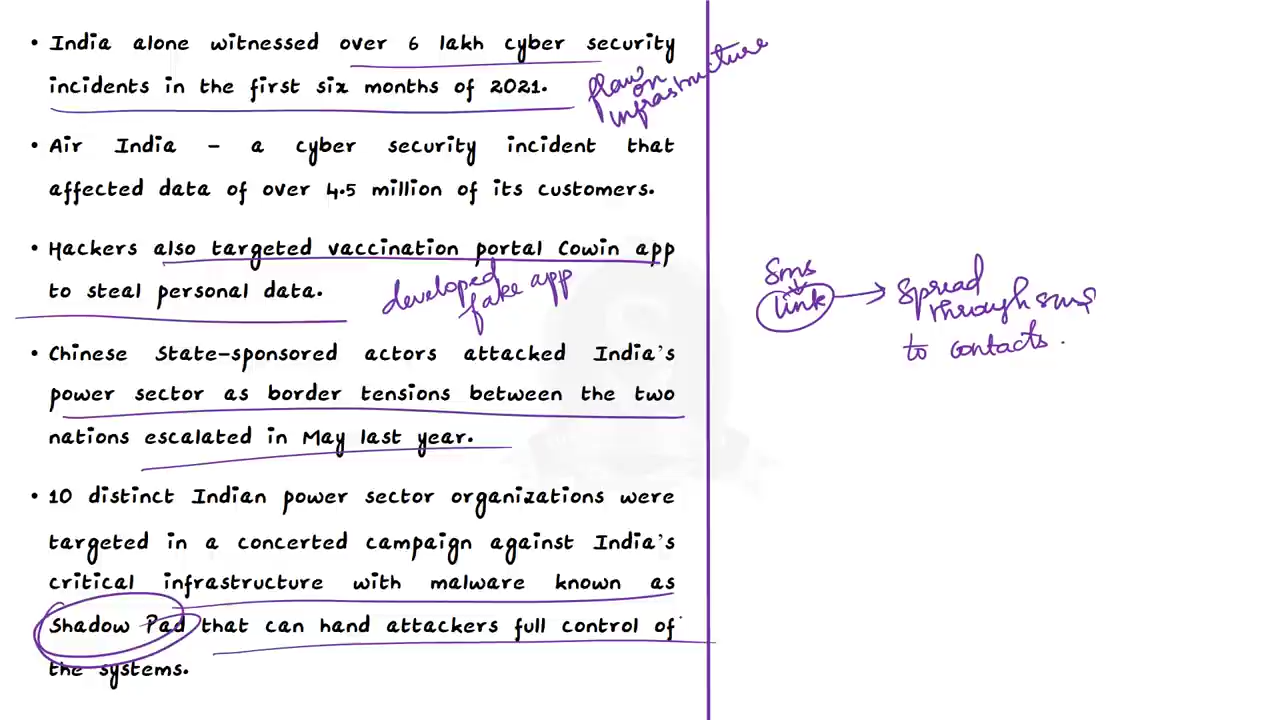 • India alone witnessed over 6 lakh cyber security
incidents in the first six months of 2021.
flaw
on
infrastructure
• Air India - a cyber security incident that
affected data of over 4.5 million of its customers.
• Hackers also targeted vaccination portal Cowin app
to steal personal data.
developed
fake app
• Chinese State-sponsored actors attacked India's
power sector as border tensions between the two
nations escalated in May last year.
• 10 distinct Indian power sector organizations were
targeted in a concerted campaign against India's
critical infrastructure with malware known as
Shadow Pad that can hand attackers full control of
the systems.
Sms
link
Spread
through sms
to contacts.